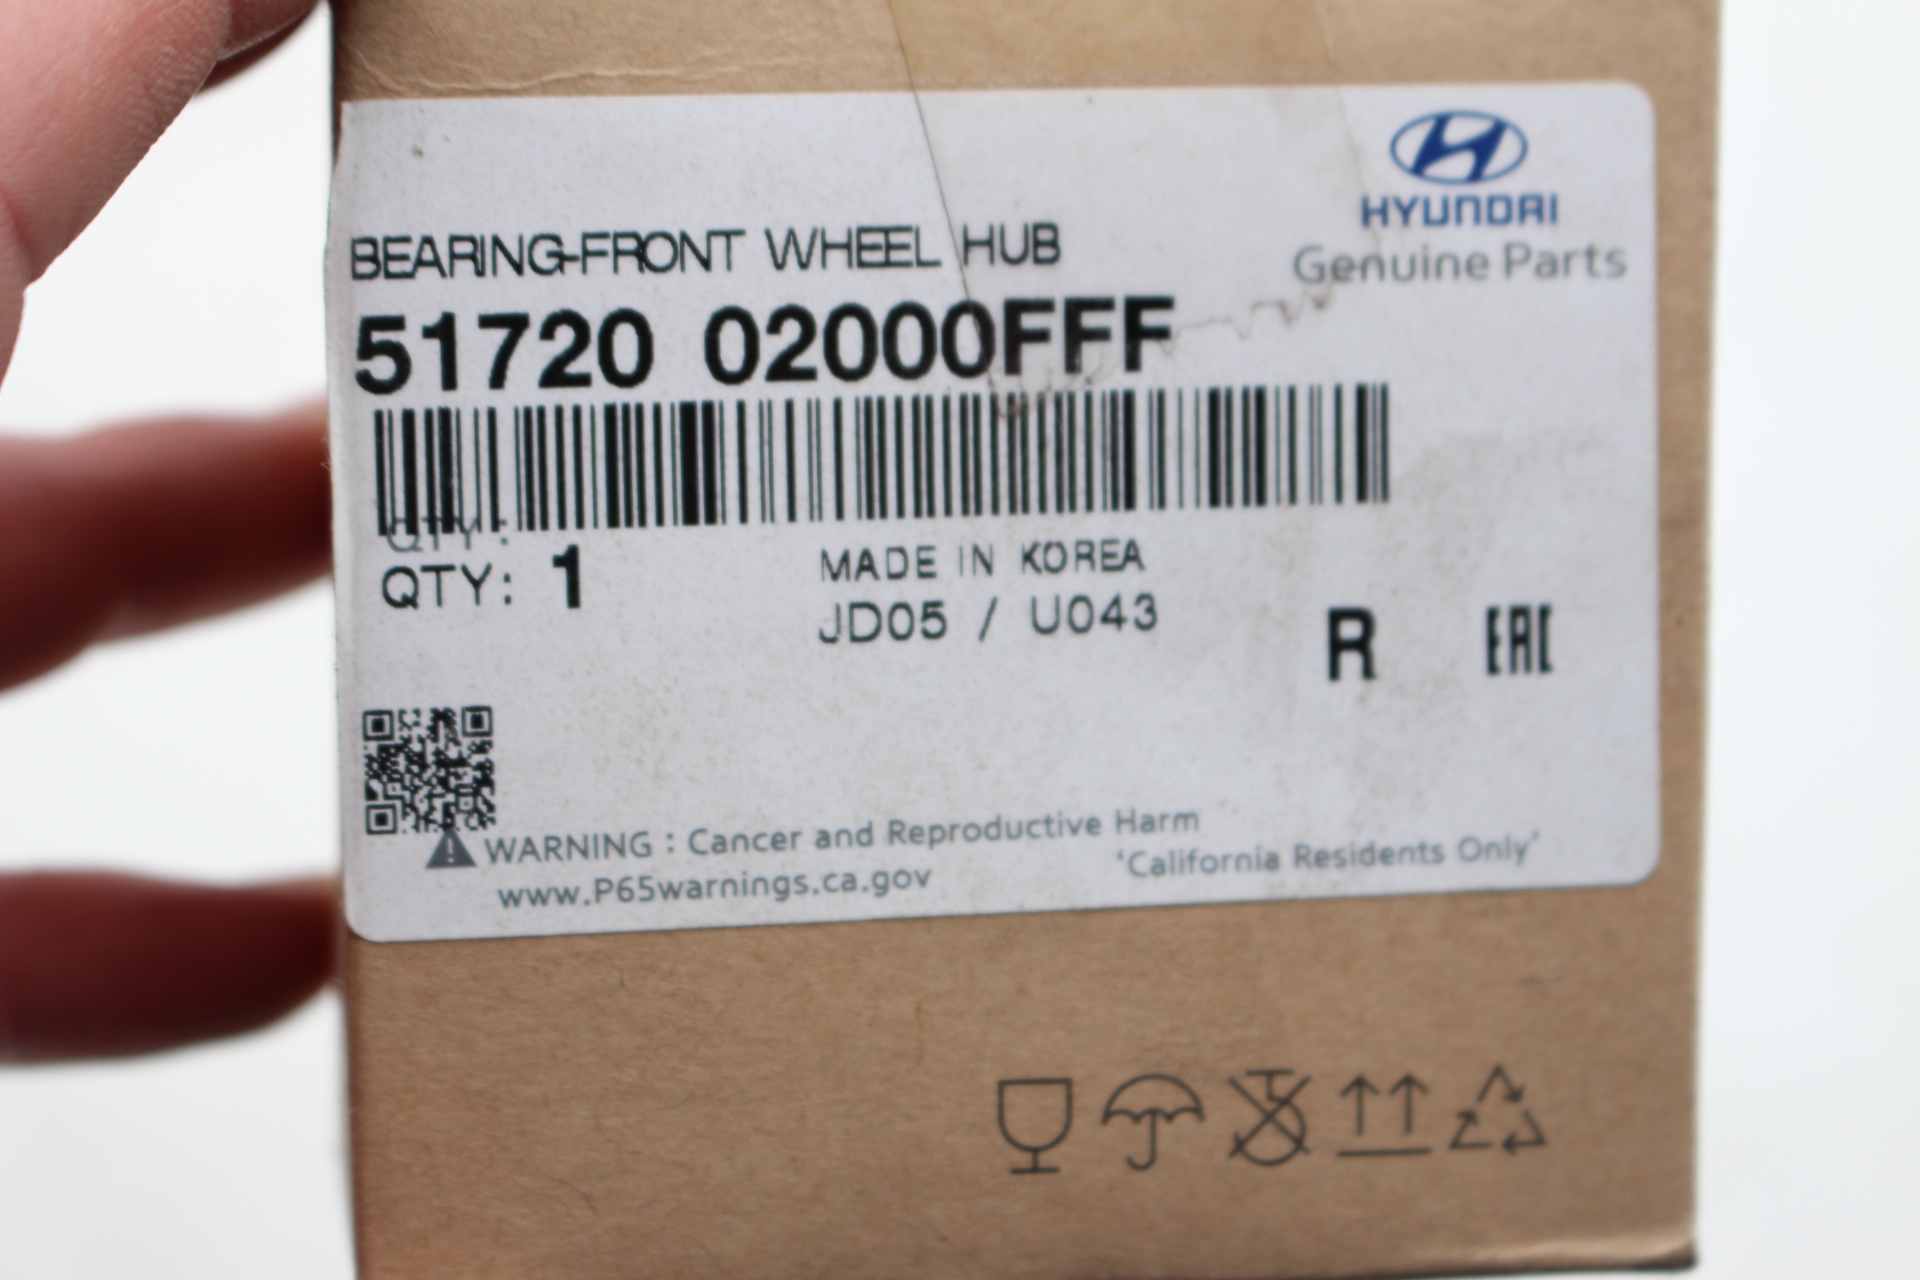 HYUNDAI
Genuine Parts
BEARING-FRONT WHEEL HUB
51720 02000FFF
QTY :
QTY: 1
MADE IN KOREA
JD05 / U043
R
EAC
WARNING : Cancer and Reproductive Harm
www.P65warnings.ca.gov
'California Residents Only'